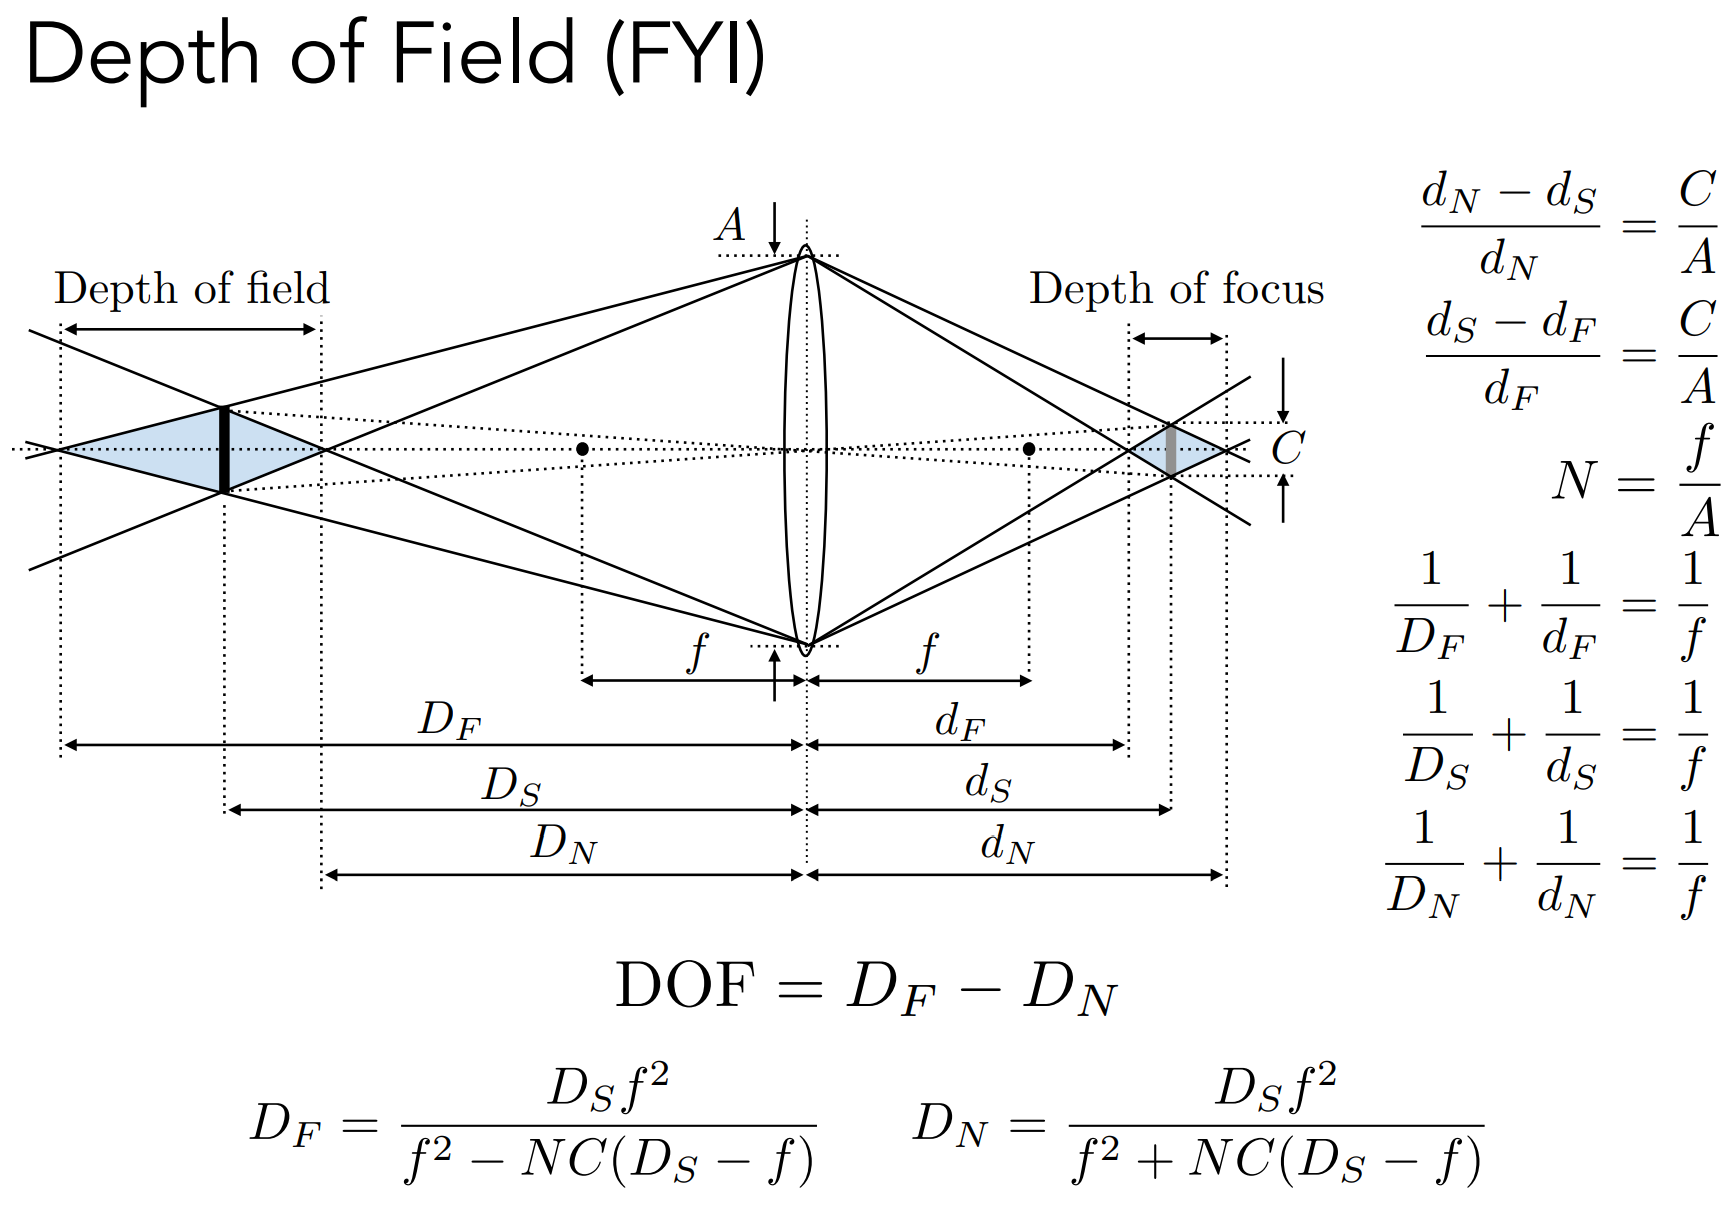 Depth of Field (FYI)
A
Depth of field
Depth of focus
C
f
f
D_F
d_F
D_S
d_S
D_N
d_N
\frac{d_N - d_S}{d_N} = \frac{C}{A}
\frac{d_S - d_F}{d_F} = \frac{C}{A}
N = \frac{f}{A}
\frac{1}{D_F} + \frac{1}{d_F} = \frac{1}{f}
\frac{1}{D_S} + \frac{1}{d_S} = \frac{1}{f}
\frac{1}{D_N} + \frac{1}{d_N} = \frac{1}{f}
DOF = D_F - D_N
D_F = \frac{D_S f^2}{f^2 - NC(D_S - f)}
D_N = \frac{D_S f^2}{f^2 + NC(D_S - f)}